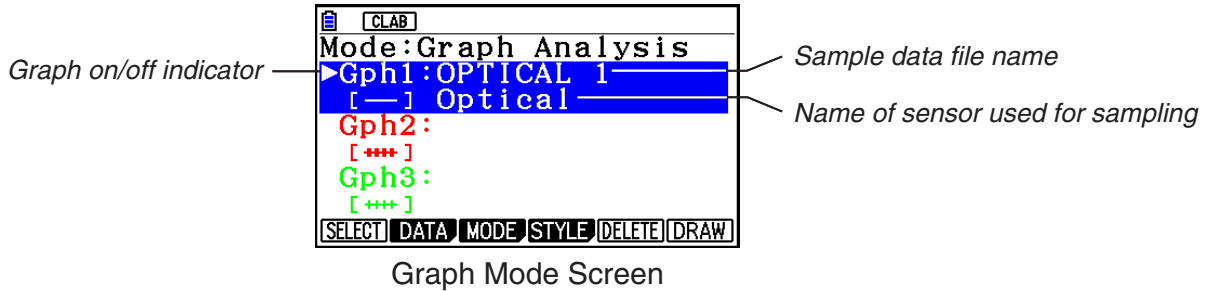 CLAB
Mode:Graph Analysis
Graph on/off indicator
▶Gph1:OPTICAL 1
Sample data file name
[—] Optical
Name of sensor used for sampling
Gph2:
[++++]
Gph3:
[++++]
SELECT DATA MODE STYLE DELETE DRAW
Graph Mode Screen